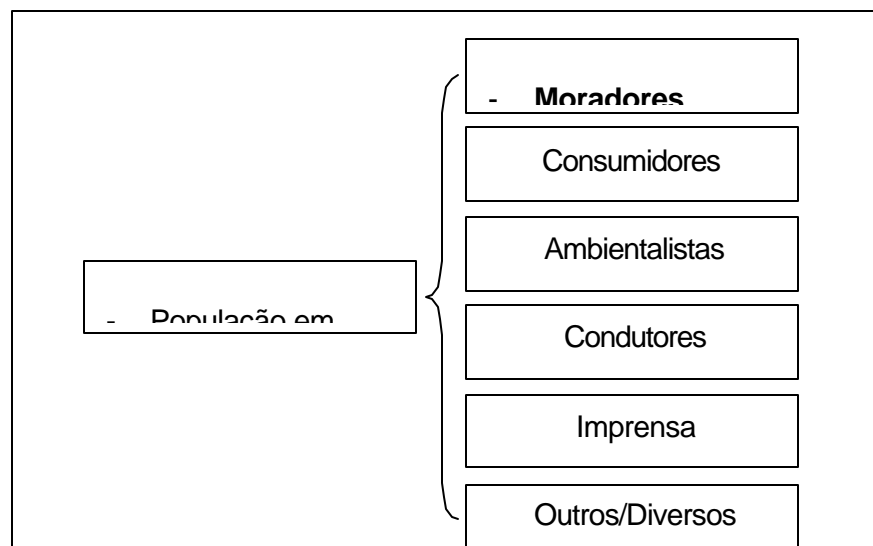 - Moradores
Consumidores
Ambientalistas
- População em
Condutores
Imprensa
Outros/Diversos